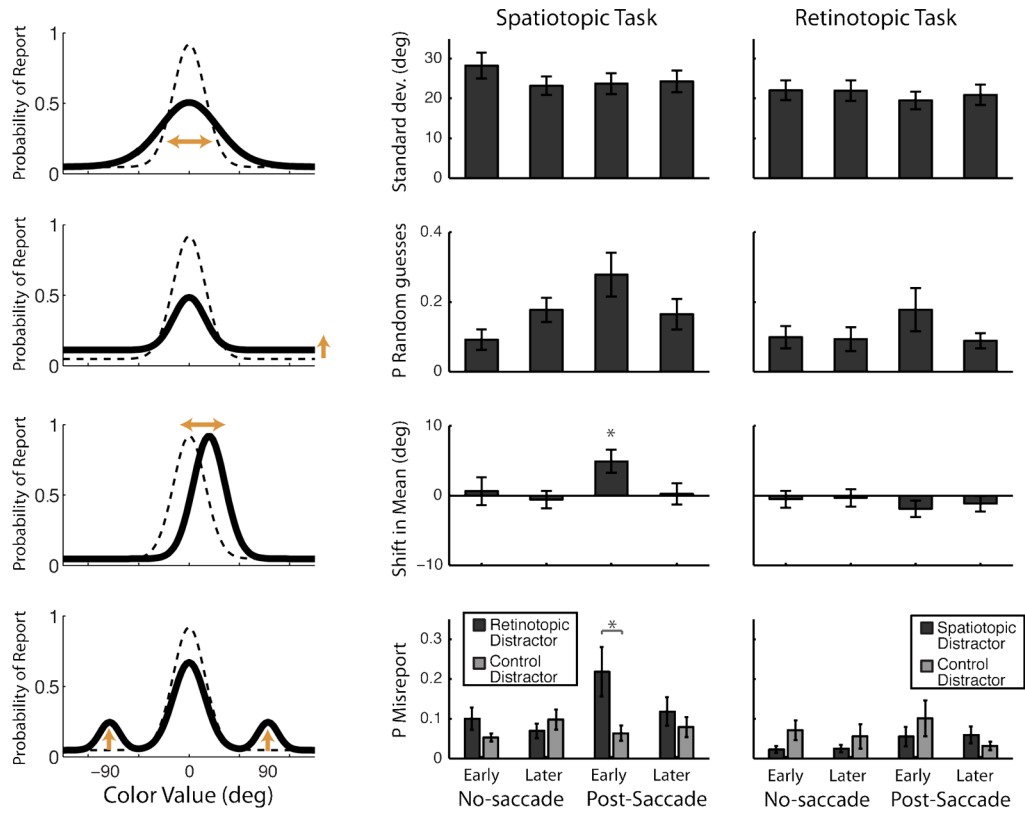 Spatiotopic Task
Retinotopic Task
Probability of Report
1
0.5
0
Standard dev. (deg)
30
20
10
0
Probability of Report
1
0.5
0
P Random guesses
0.4
0.2
0
Probability of Report
1
0.5
0
Shift in Mean (deg)
10
0
−10
*
Probability of Report
1
0.5
0
−90
0
90
Color Value (deg)
P Misreport
0.3
0.2
0.1
0
Retinotopic
Distractor
Control
Distractor
*
Spatiotopic
Distractor
Control
Distractor
Early Later Early Later
No-saccade Post-Saccade
Early Later Early Later
No-saccade Post-Saccade